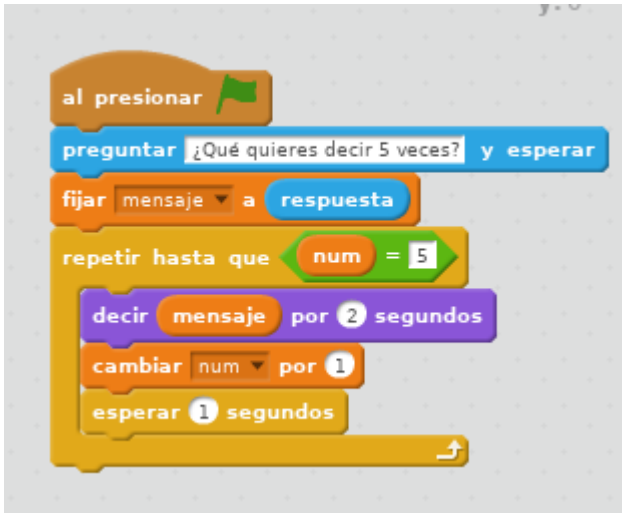 al presionar
preguntar ¿Qué quieres decir 5 veces? y esperar
fijar mensaje a respuesta
repetir hasta que num = 5
decir mensaje por 2 segundos
cambiar num por 1
esperar 1 segundos